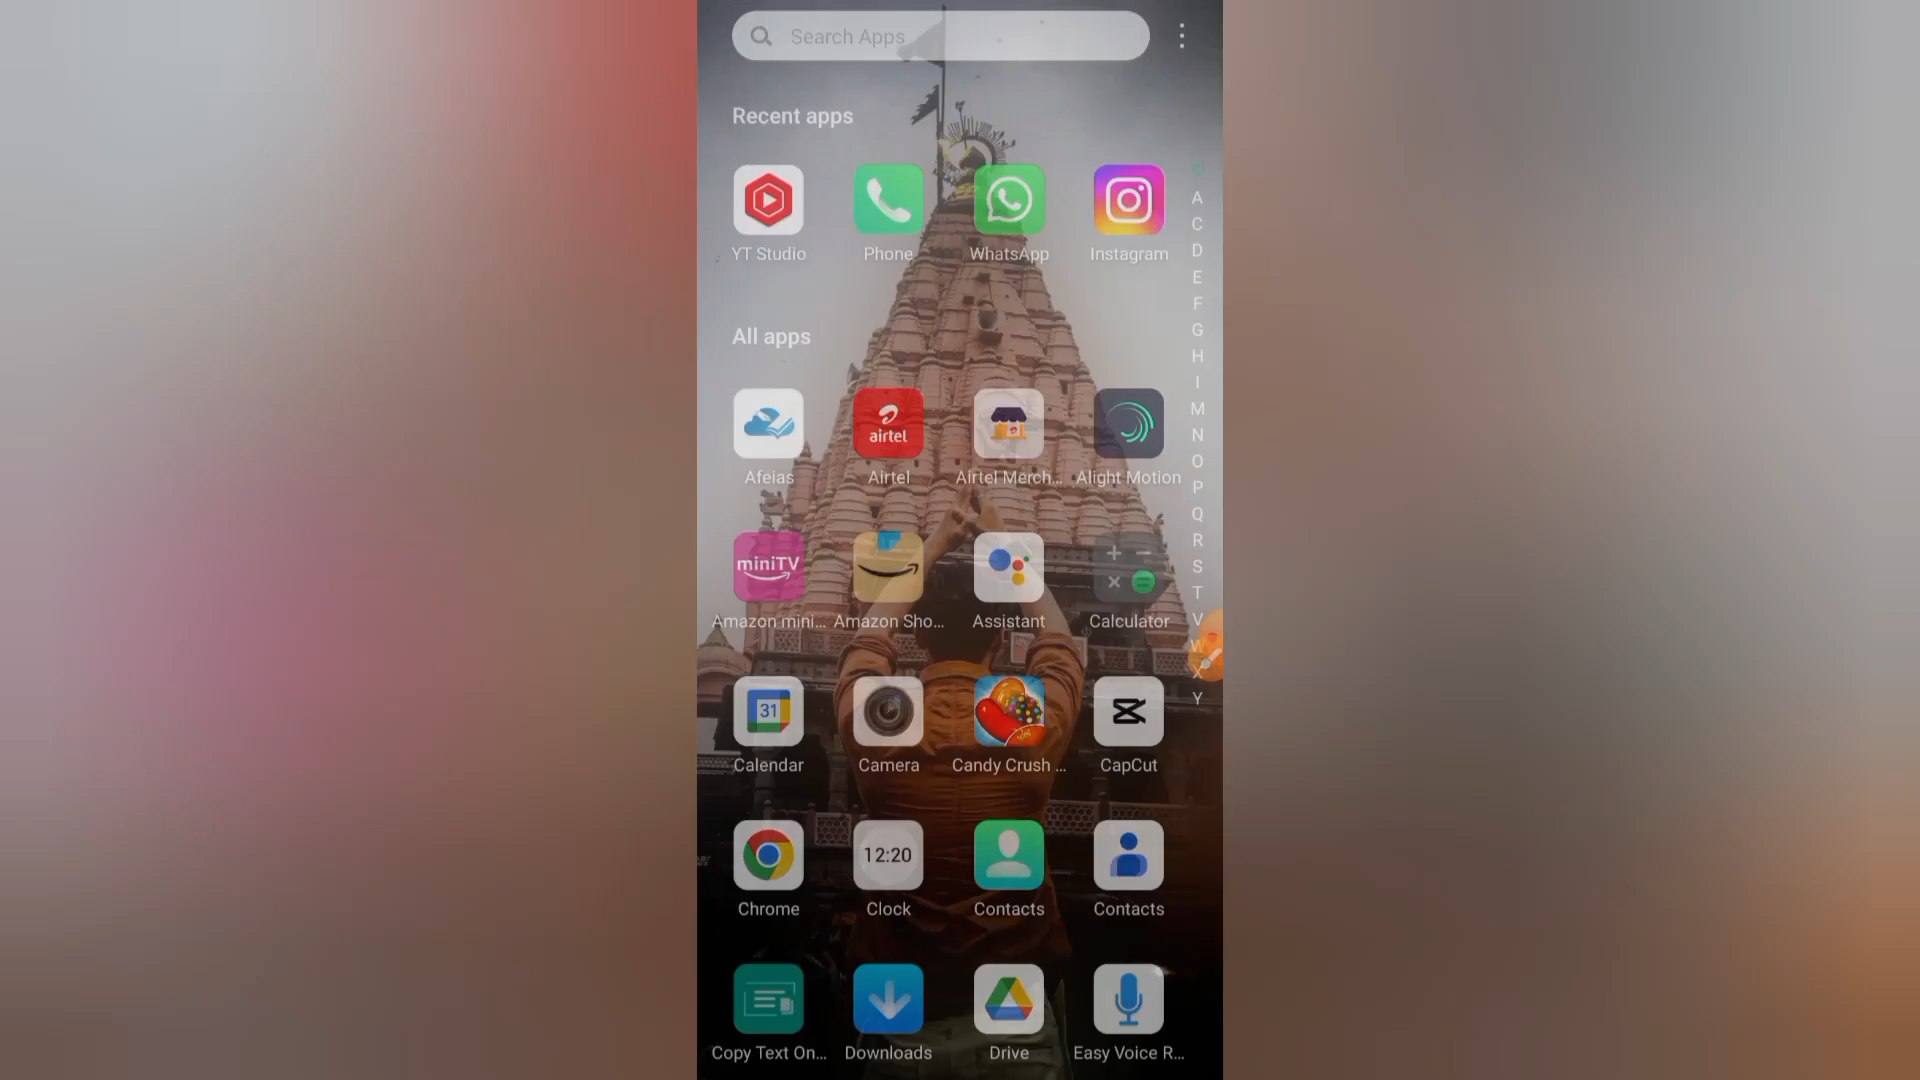 Search Apps
Recent apps
YT Studio
Phone
WhatsApp
Instagram
All apps
airtel
Afeias
Airtel
Airtel Merch...
Alight Motion
miniTV
Amazon mini...
Amazon Sho...
Assistant
Calculator
31
Calendar
Camera
Candy Crush ...
CapCut
12:20
Chrome
Clock
Contacts
Contacts
Copy Text On...
Downloads
Drive
Easy Voice R...
A
C
D
E
F
G
H
I
M
N
O
P
Q
R
S
T
V
W
X
Y